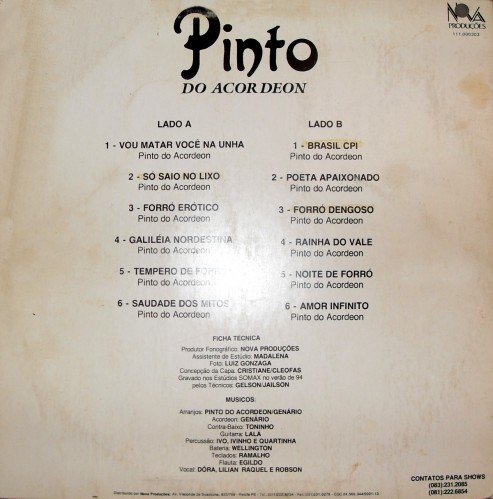 Pinto
DO ACORDEON
NOVA
PRODUÇÕES
LADO A
1 - VOU MATAR VOCÊ NA UNHA
Pinto do Acordeon
2 - SÓ SAIO NO LIXO
Pinto do Acordeon
3 - FORRÓ ERÓTICO
Pinto do Acordeon
4 - GALILÉIA NORDESTINA
Pinto do Acordeon
5 - TEMPERO DE FORRÓ
Pinto do Acordeon
6 - SAUDADE DOS MITOS
Pinto do Acordeon
LADO B
1 - BRASIL CPI
Pinto do Acordeon
2 - POETA APAIXONADO
Pinto do Acordeon
3 - FORRÓ DENGOSO
Pinto do Acordeon
4 - RAINHA DO VALE
Pinto do Acordeon
5 - NOITE DE FORRÓ
Pinto do Acordeon
6 - AMOR INFINITO
Pinto do Acordeon
FICHA TECNICA
Produtor Fonográfico: NOVA PRODUÇÕES
Assistente de Estúdio: MADALENA
Foto: LUIZ GONZAGA
Concepção da Capa: CRISTIANE/CLEOFAS
Gravado nos Estúdios SOMAX no verão de 94
pelos Técnicos: GELSON/JAILSON
MUSICOS:
Arranjos: PINTO DO ACORDEON/GENÁRIO
Acordeon: GENÁRIO
Contra-Baixo: TONINHO
Guitarra: LALÁ
Percussão: IVO, IVINHO E QUARTINHA
Bateria: WELLINGTON
Teclados: RAMALHO
Flauta: EGILDO
Vocal: DÓRA, LILIAN RAQUEL E ROBSON
CONTATOS PARA SHOWS
(083) 231.2085
(083) 222.6854